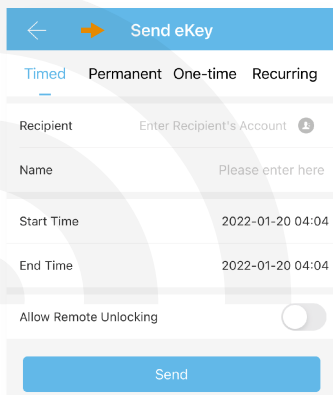 Send eKey
Timed Permanent One-time Recurring
Recipient Enter Recipient's Account
Name Please enter here
Start Time 2022-01-20 04:04
End Time 2022-01-20 04:04
Allow Remote Unlocking
Send